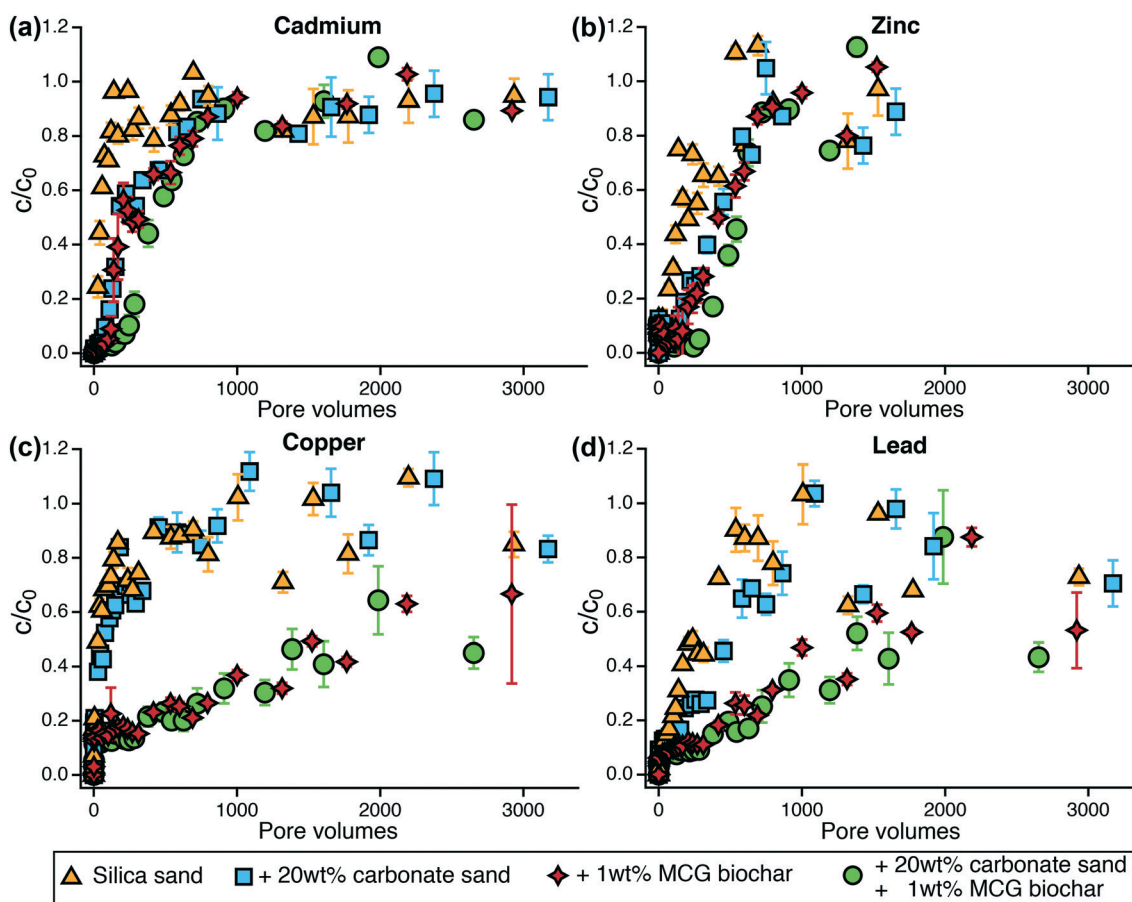 (a)
Cadmium
c/c0
1.2
1.0
0.8
0.6
0.4
0.2
0.0
0 1000 2000 3000
Pore volumes
(b)
Zinc
c/c0
1.2
1.0
0.8
0.6
0.4
0.2
0.0
0 1000 2000 3000
Pore volumes
(c)
Copper
c/c0
1.2
1.0
0.8
0.6
0.4
0.2
0.0
0 1000 2000 3000
Pore volumes
(d)
Lead
c/c0
1.2
1.0
0.8
0.6
0.4
0.2
0.0
0 1000 2000 3000
Pore volumes
Silica sand
+ 20wt% carbonate sand
+ 1wt% MCG biochar
+ 20wt% carbonate sand
+ 1wt% MCG biochar